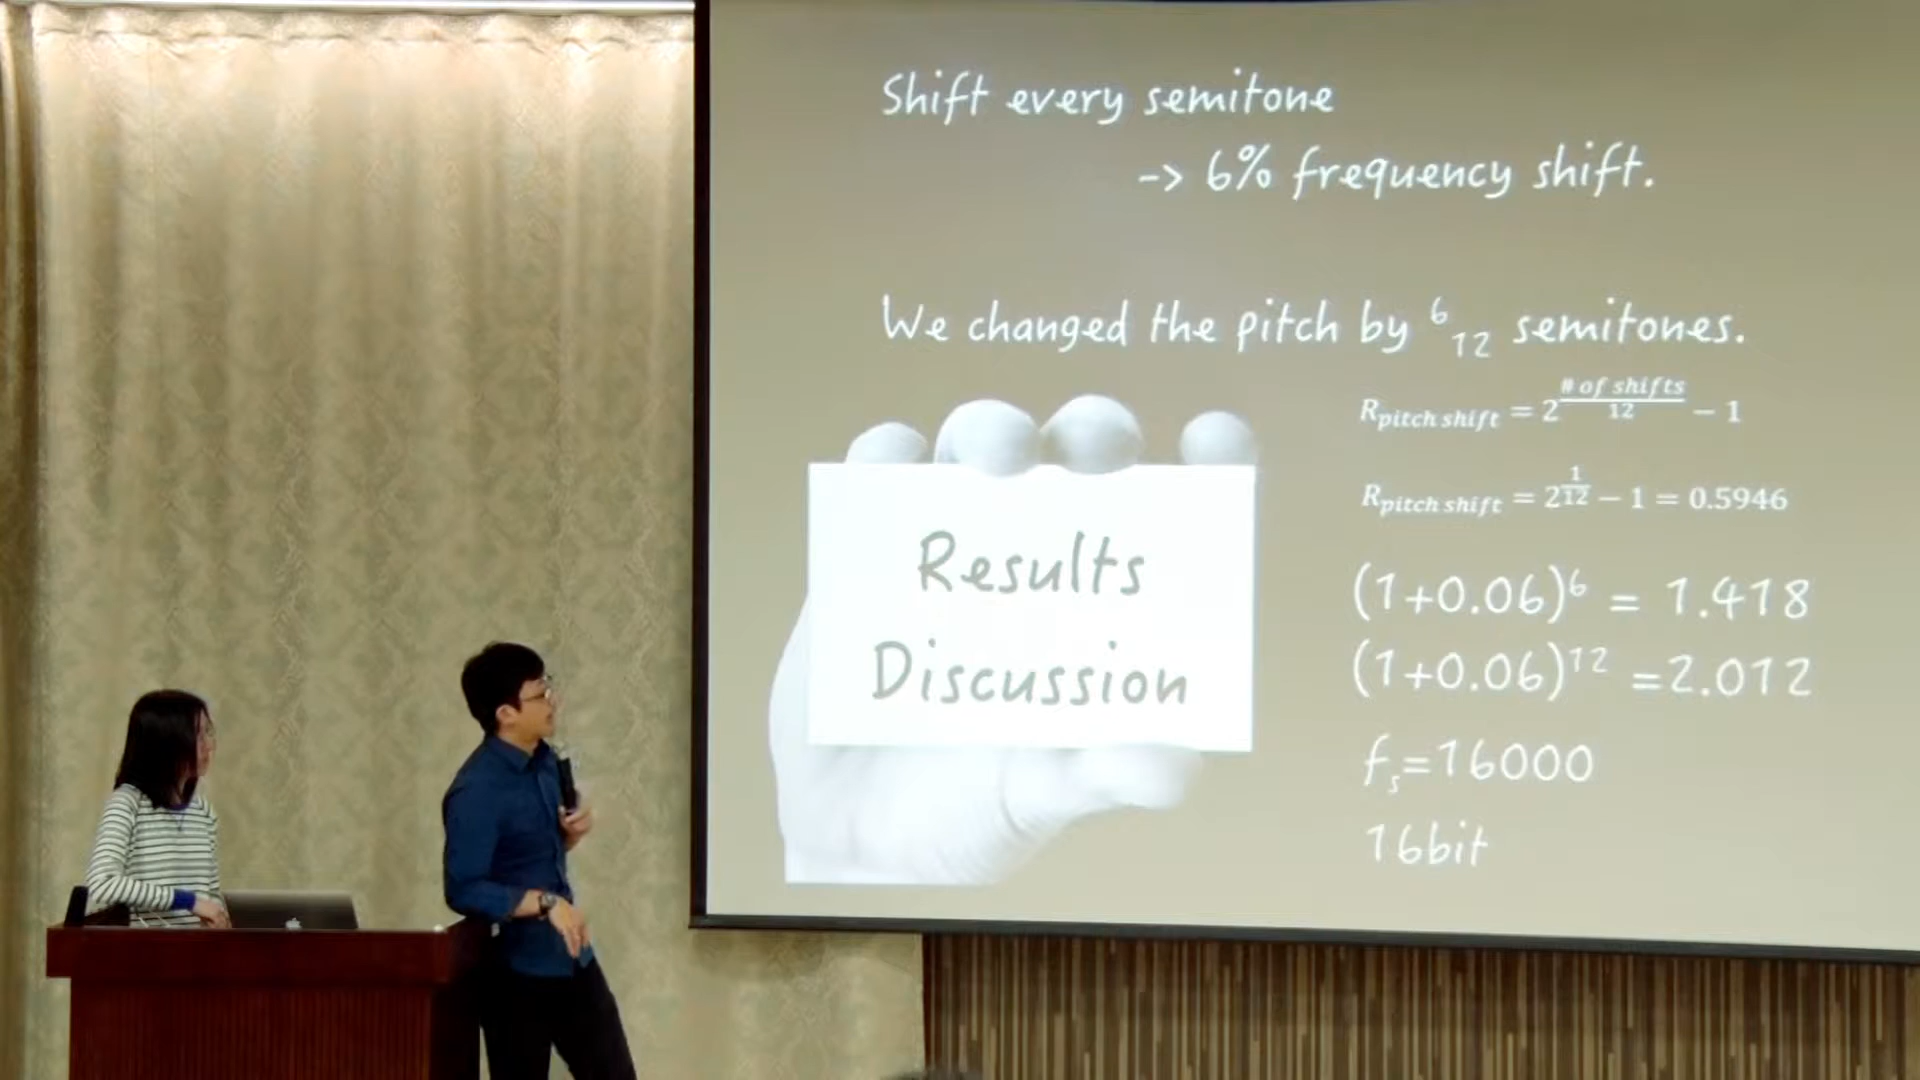 Shift every semitone
-> 6% frequency shift.
We changed the pitch by 6 12 semitones.
R_pitch shift = 2^(# of shifts/12) - 1
R_pitch shift = 2^(1/12) - 1 = 0.5946
Results
Discussion
(1+0.06)^6 = 1.418
(1+0.06)^12 =2.012
f_s=16000
16bit